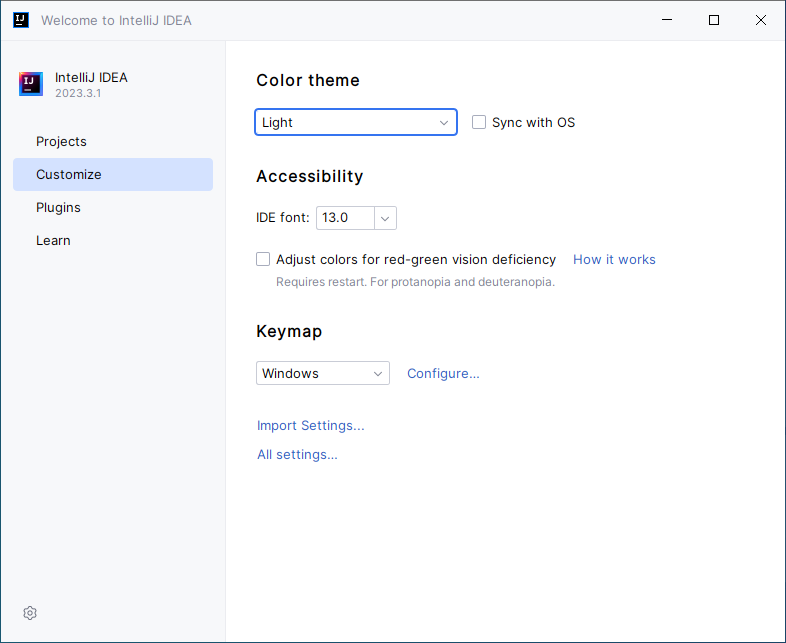 IJ
Welcome to IntelliJ IDEA
IJ
IntelliJ IDEA
2023.3.1
Projects
Customize
Plugins
Learn
Color theme
Light
Sync with OS
Accessibility
IDE font: 13.0
Adjust colors for red-green vision deficiency How it works
Requires restart. For protanopia and deuteranopia.
Keymap
Windows Configure...
Import Settings...
All settings...